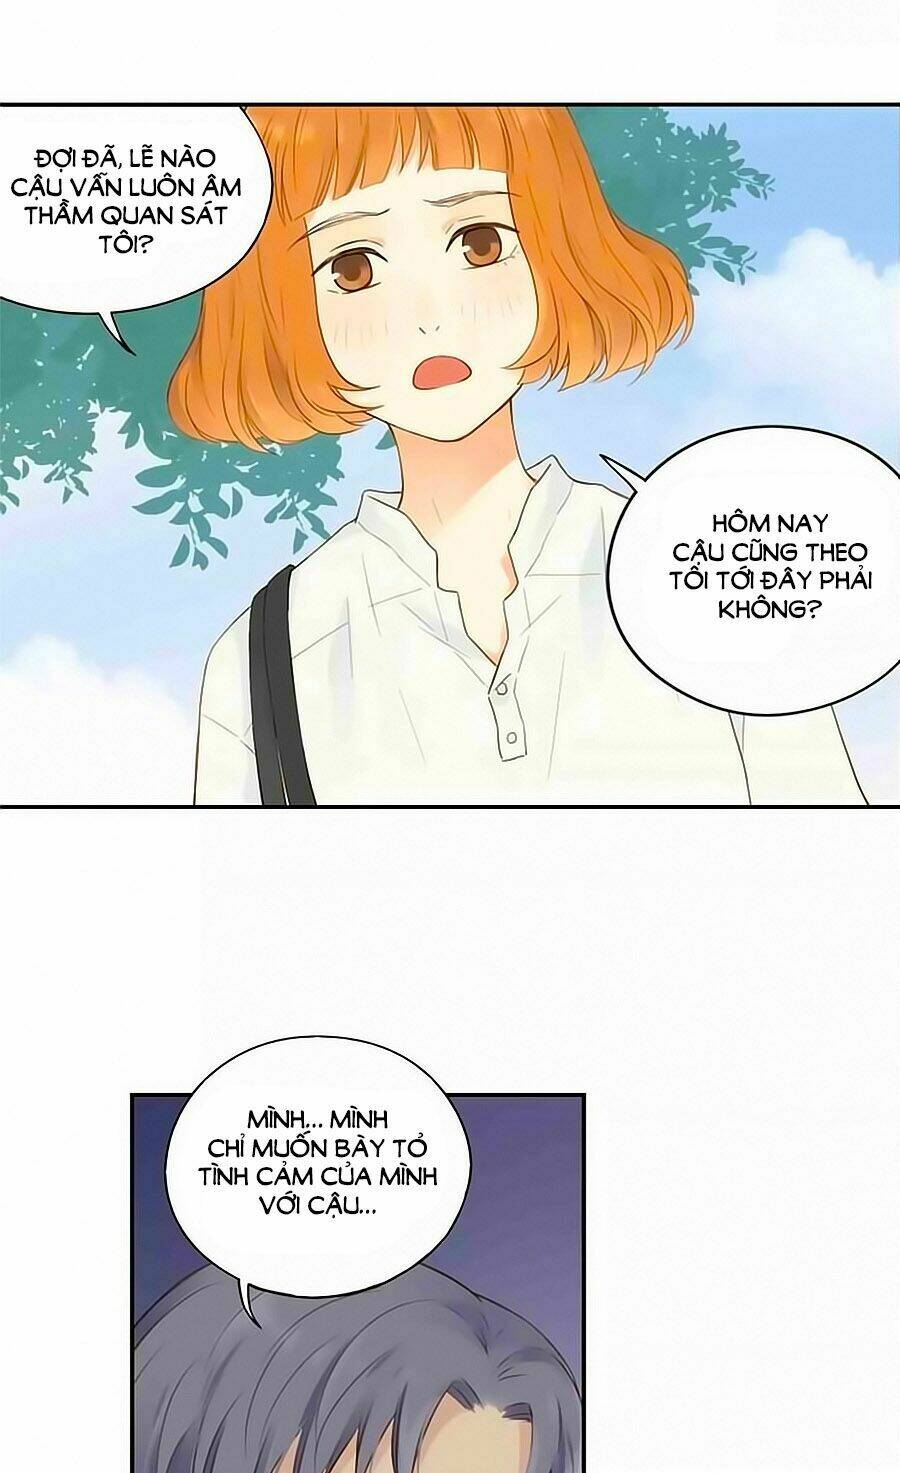 ĐỢI ĐÃ, LẼ NÀO
CẬU VẪN LUÔN ÂM
THẦM QUAN SÁT
TÔI?
HÔM NAY
CẬU CŨNG THEO
TÔI TỚI ĐÂY PHẢI
KHÔNG?
MÌNH... MÌNH
CHỈ MUỐN BÀY TỎ
TÌNH CẢM CỦA MÌNH
VỚI CẬU...